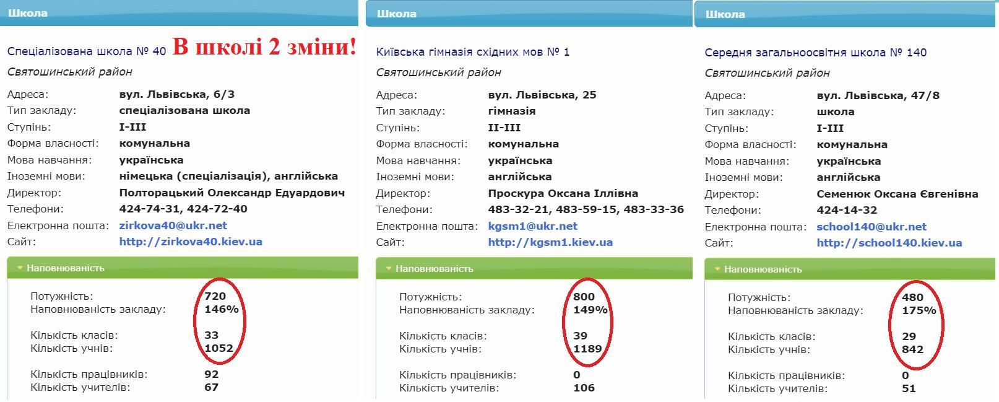 Школа
Спеціалізована школа № 40 В школі 2 зміни!
Святошинський район
Адреса: вул. Львівська, 6/3
Тип закладу: спеціалізована школа
Ступінь: I-III
Форма власності: комунальна
Мова навчання: українська
Іноземні мови: німецька (спеціалізація), англійська
Директор: Полторацький Олександр Едуардович
Телефони: 424-74-31, 424-72-40
Електронна пошта: zirkova40@ukr.net
Сайт: http://zirkova40.kiev.ua
Наповнюваність
Потужність: 720
Наповнюваність закладу: 146%
Кількість класів: 33
Кількість учнів: 1052
Кількість працівників: 92
Кількість учителів: 67
Школа
Київська гімназія східних мов № 1
Святошинський район
Адреса: вул. Львівська, 25
Тип закладу: гімназія
Ступінь: II-III
Форма власності: комунальна
Мова навчання: українська
Іноземні мови: англійська
Директор: Проскура Оксана Іллівна
Телефони: 483-32-21, 483-59-15, 483-33-36
Електронна пошта: kgsm1@ukr.net
Сайт: http://kgsm1.kiev.ua
Наповнюваність
Потужність: 800
Наповнюваність закладу: 149%
Кількість класів: 39
Кількість учнів: 1189
Кількість працівників: 0
Кількість учителів: 106
Школа
Середня загальноосвітня школа № 140
Святошинський район
Адреса: вул. Львівська, 47/8
Тип закладу: школа
Ступінь: I-III
Форма власності: комунальна
Мова навчання: українська
Іноземні мови: англійська
Директор: Семенюк Оксана Євгенівна
Телефони: 424-14-32
Електронна пошта: school140@ukr.net
Сайт: http://school140.kiev.ua
Наповнюваність
Потужність: 480
Наповнюваність закладу: 175%
Кількість класів: 29
Кількість учнів: 842
Кількість працівників: 0
Кількість учителів: 51